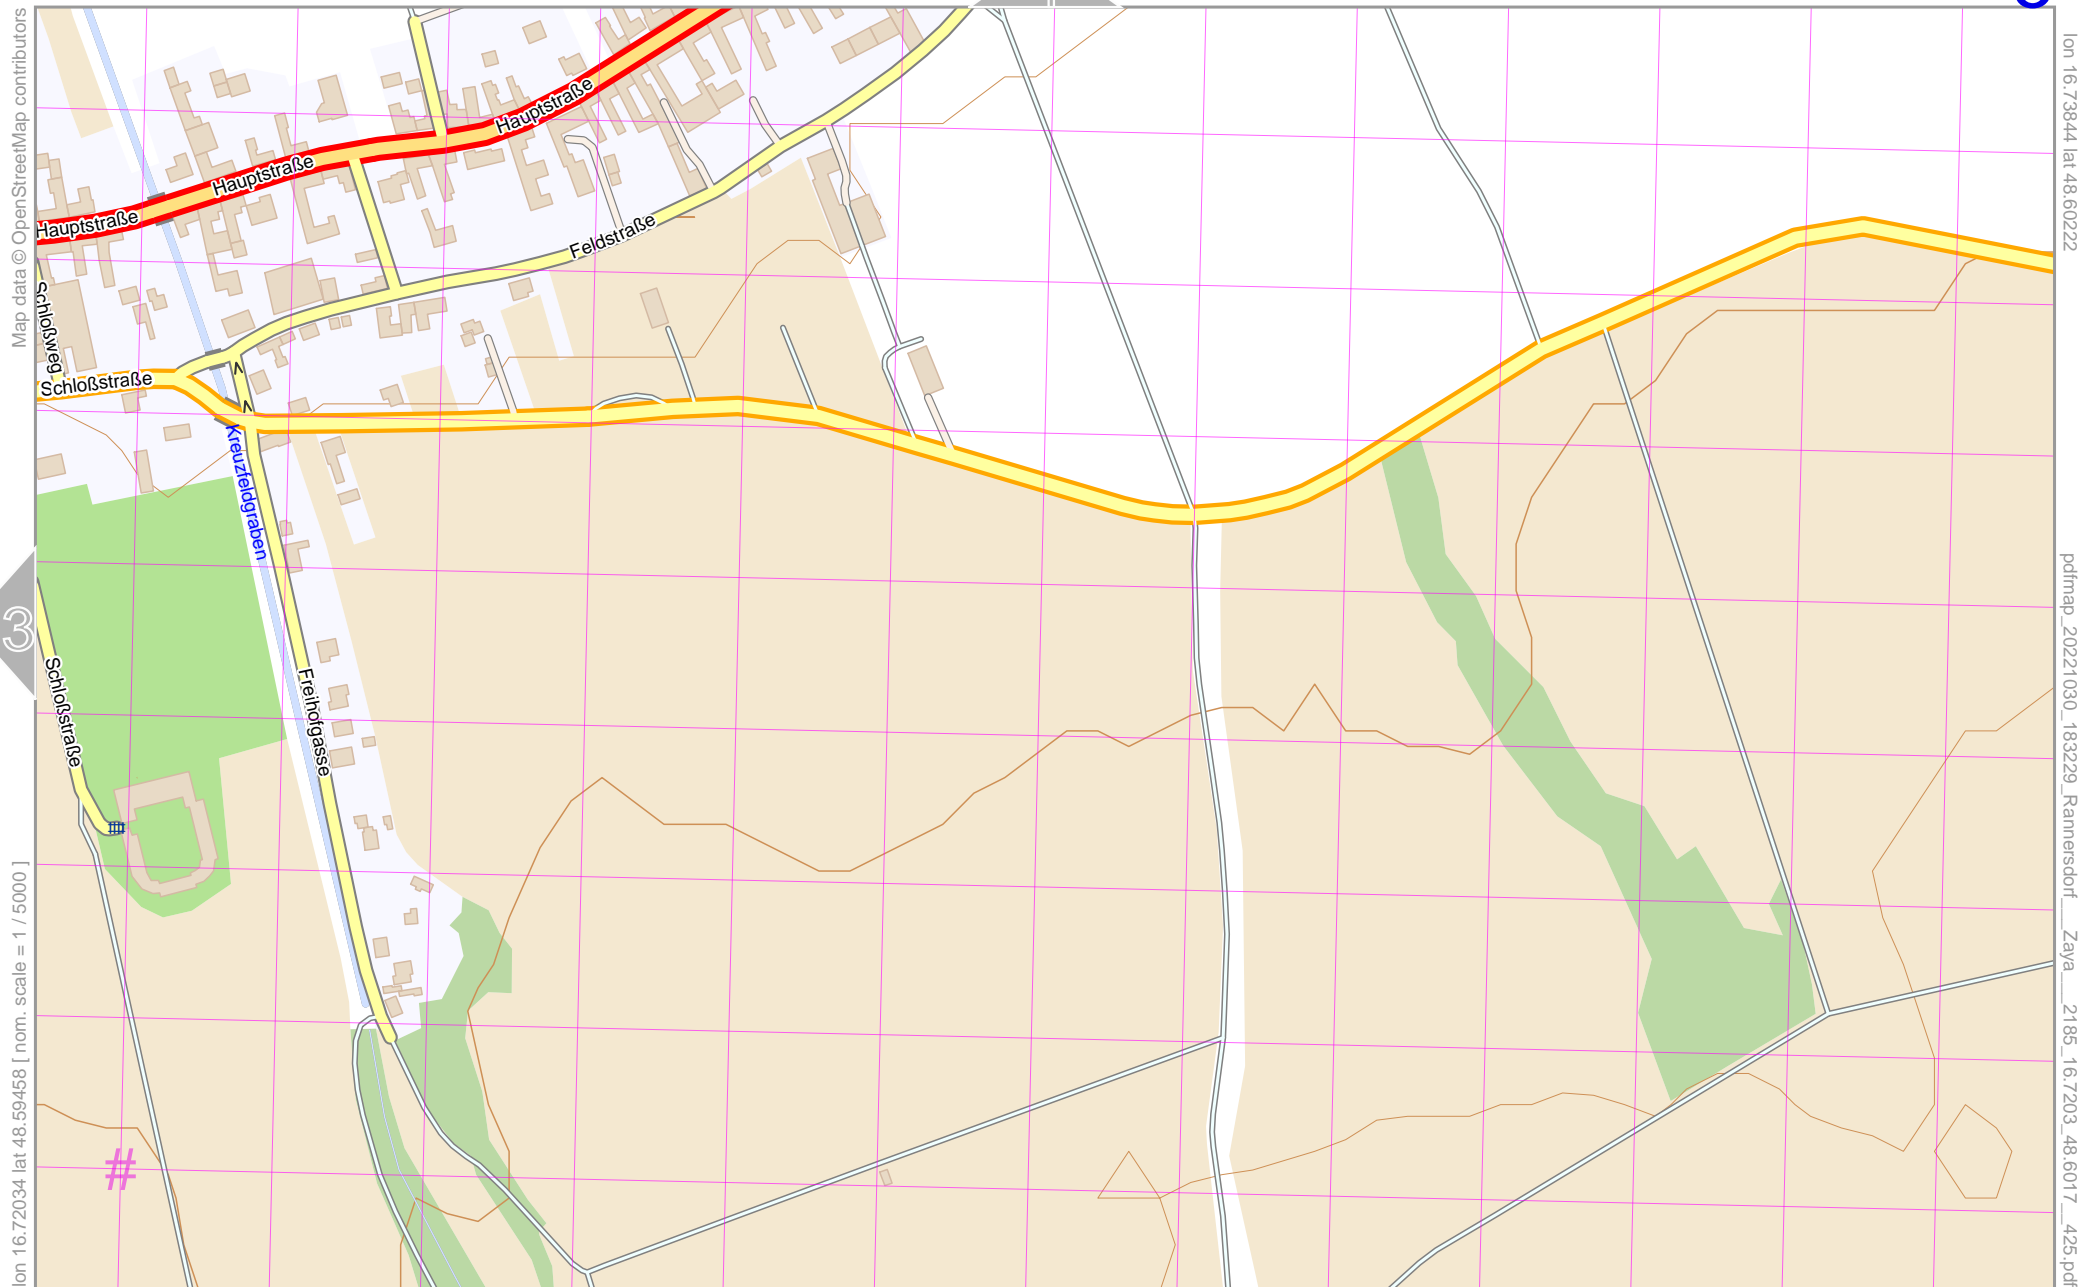 Map data © OpenStreetMap contributors
lon 16.72034 lat 48.59458 [ nom. scale = 1 / 5000 ]
lon 16.73844 lat 48.60222
pdfmap_20221030_183229_Rannersdorf___Zaya___2185_16.7203_48.6017__425.pdf
Hauptstraße
Hauptstraße
Hauptstraße
Feldstraße
Schloßweg
Schloßstraße
Kreuzfeldgraben
Freihofgasse
Schloßstraße
3
#